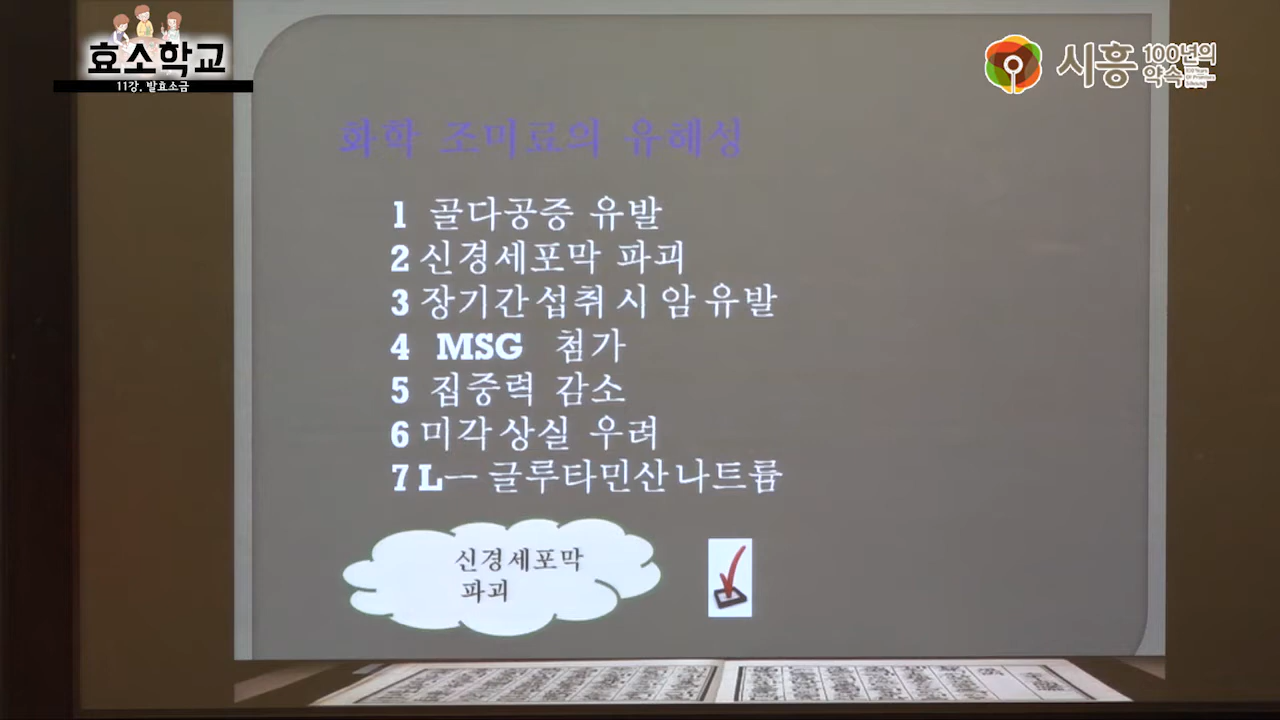 효소학교
11강. 발효소금
시흥
100년의
약속
화학 조미료의 유해성
1 골다공증 유발
2 신경세포막 파괴
3 장기간 섭취 시 암 유발
4 MSG 첨가
5 집중력 감소
6 미각 상실 우려
7 L- 글루타민산 나트륨
신경세포막
파괴